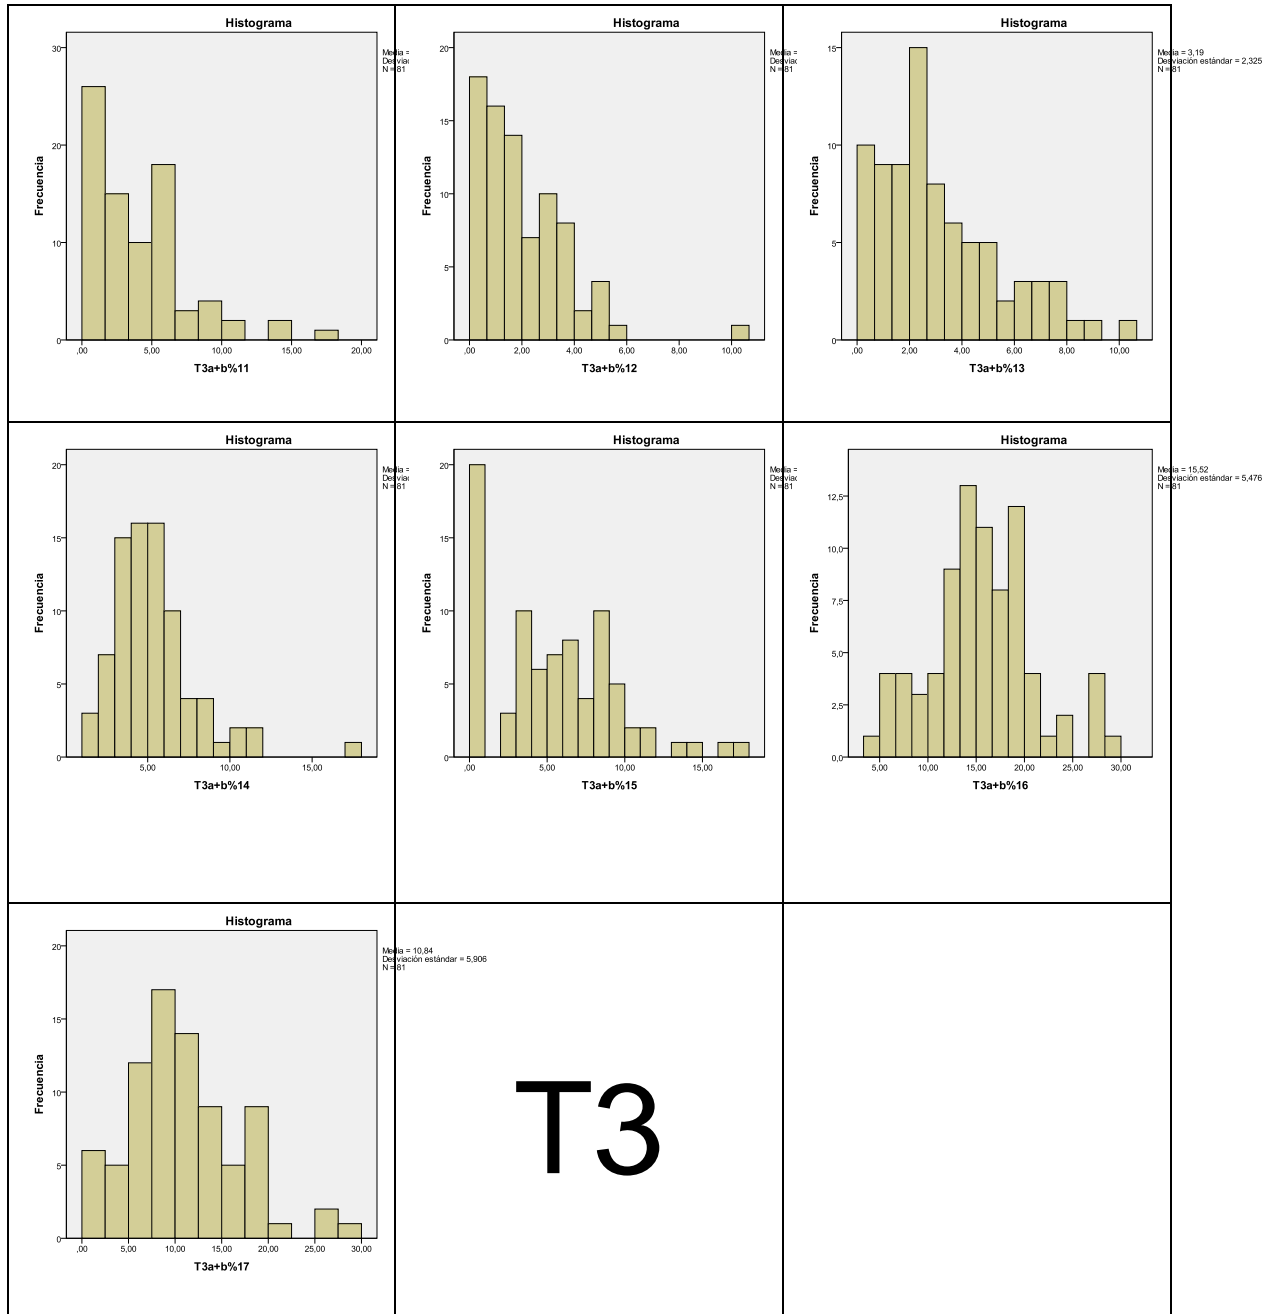 Histograma
30
20
10
0
Frecuencia
,00
5,00
10,00
15,00
20,00
T3a+b%11
Media =
N = 81
Histograma
20
15
10
5
0
Frecuencia
,00
2,00
4,00
6,00
8,00
10,00
T3a+b%12
Media =
N = 81
Histograma
15
10
5
0
Frecuencia
,00
2,00
4,00
6,00
8,00
10,00
T3a+b%13
Media = 3,19
Desviación estándar = 2,325
N = 81
Histograma
20
15
10
5
0
Frecuencia
5,00
10,00
15,00
T3a+b%14
Media =
N = 81
Histograma
20
15
10
5
0
Frecuencia
,00
5,00
10,00
15,00
T3a+b%15
Media =
N = 81
Histograma
12,5
10,0
7,5
5,0
2,5
0,0
Frecuencia
5,00
10,00
15,00
20,00
25,00
30,00
T3a+b%16
Media = 15,52
Desviación estándar = 5,476
N = 81
Histograma
20
15
10
5
0
Frecuencia
,00
5,00
10,00
15,00
20,00
25,00
30,00
T3a+b%17
Media = 10,84
Desviación estándar = 5,906
N = 81
T3